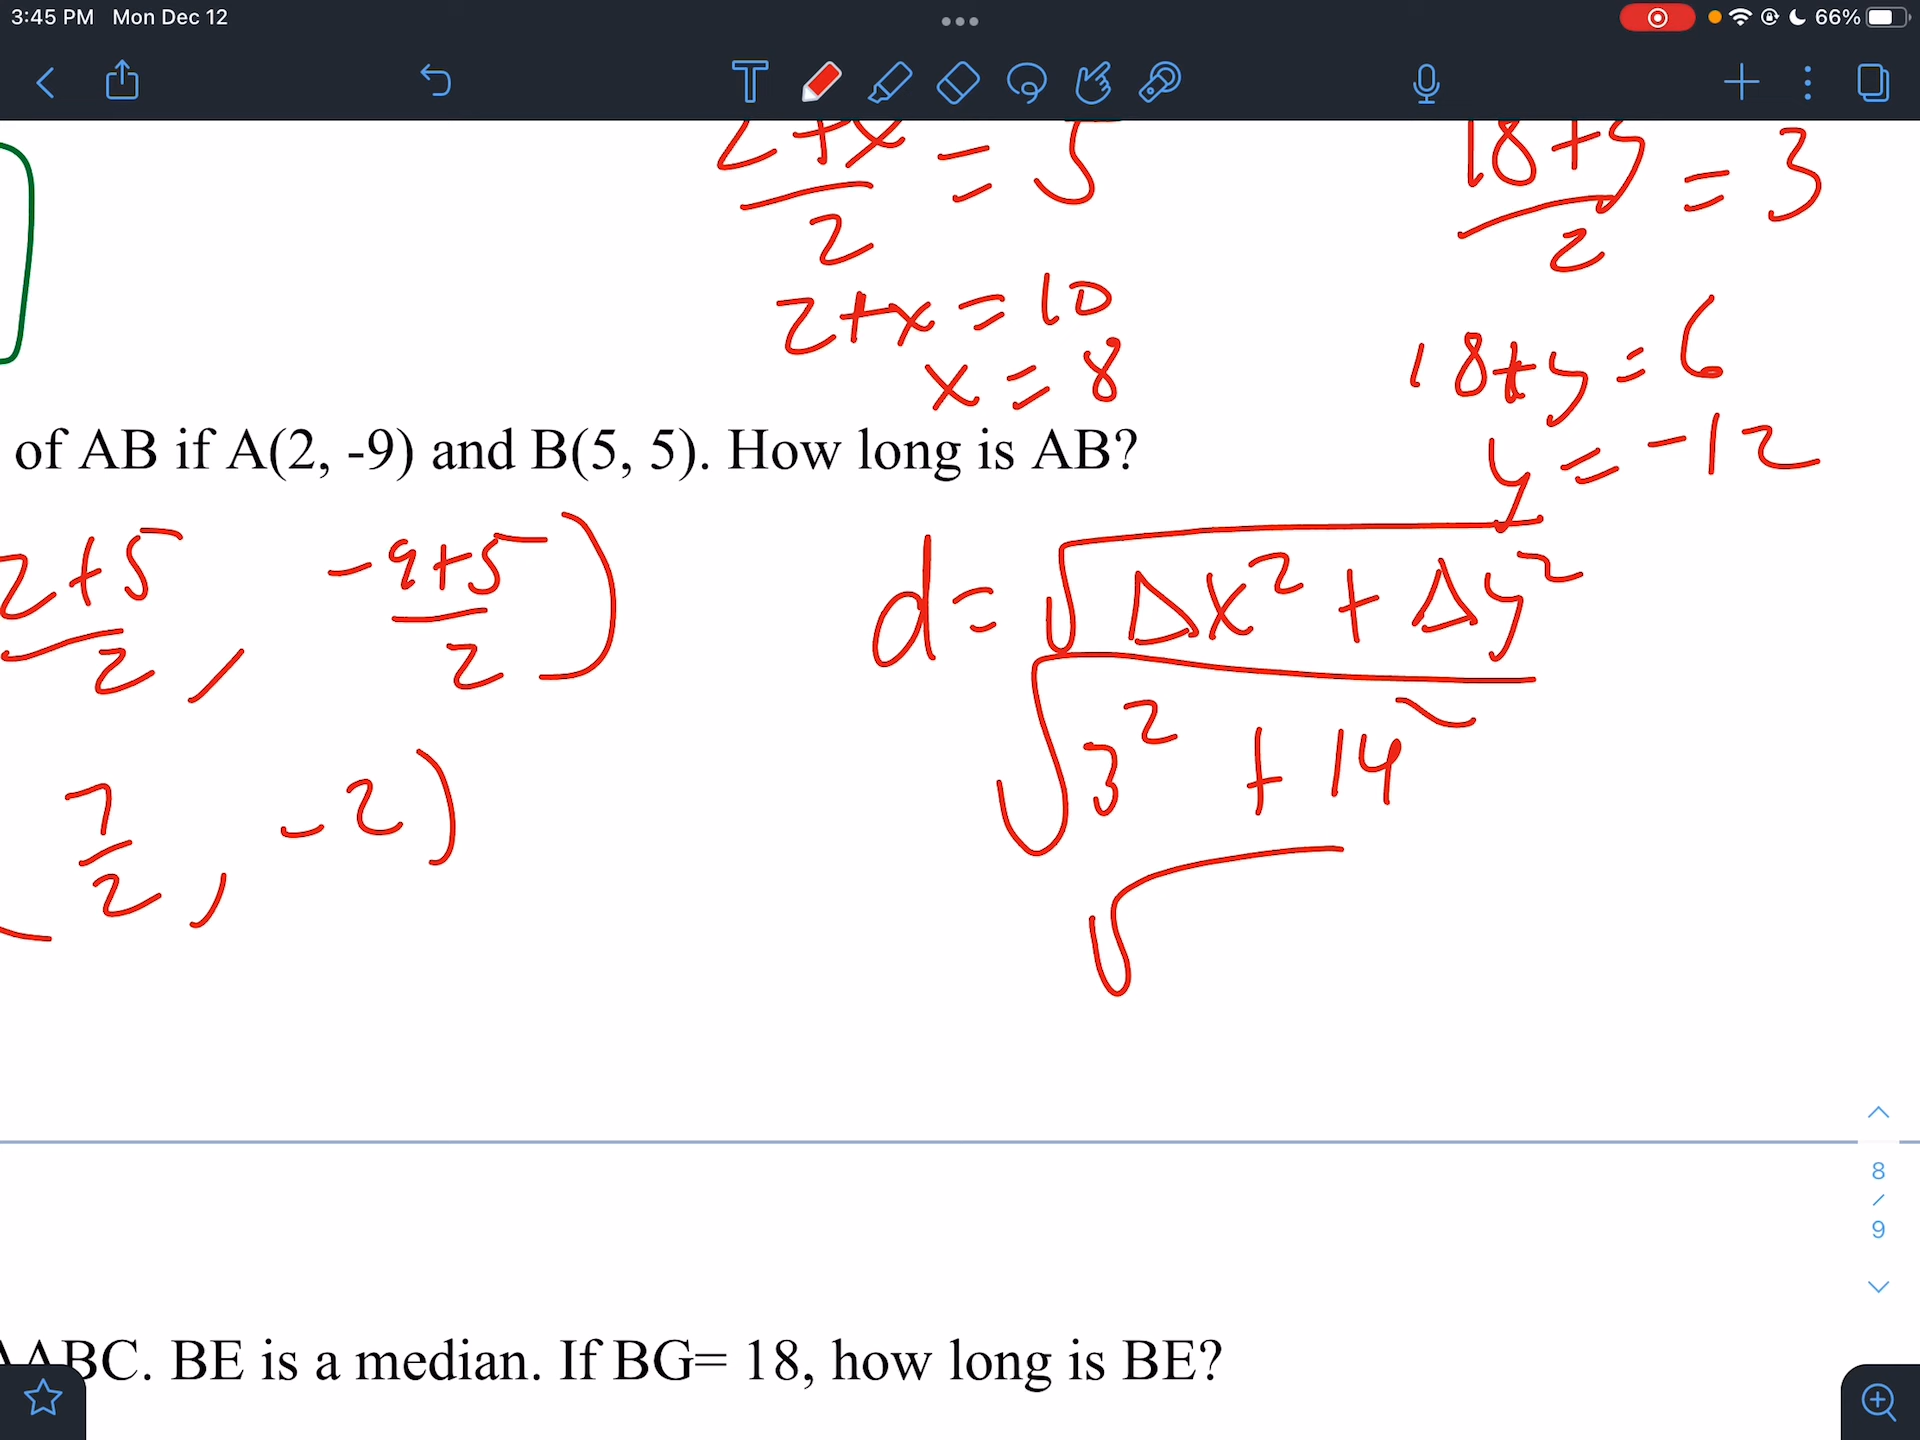 3:45 PM Mon Dec 12
66%
2+x/2 = 5
18+y/2 = 3
2+x = 10
18+y = 6
x = 8
y = -12
of AB if A(2, -9) and B(5, 5). How long is AB?
2+5/2, -9+5/2)
d = √Δx² + Δy²
√3² + 14²
(7/2, -2)
√
8
/
9
ABC. BE is a median. If BG= 18, how long is BE?